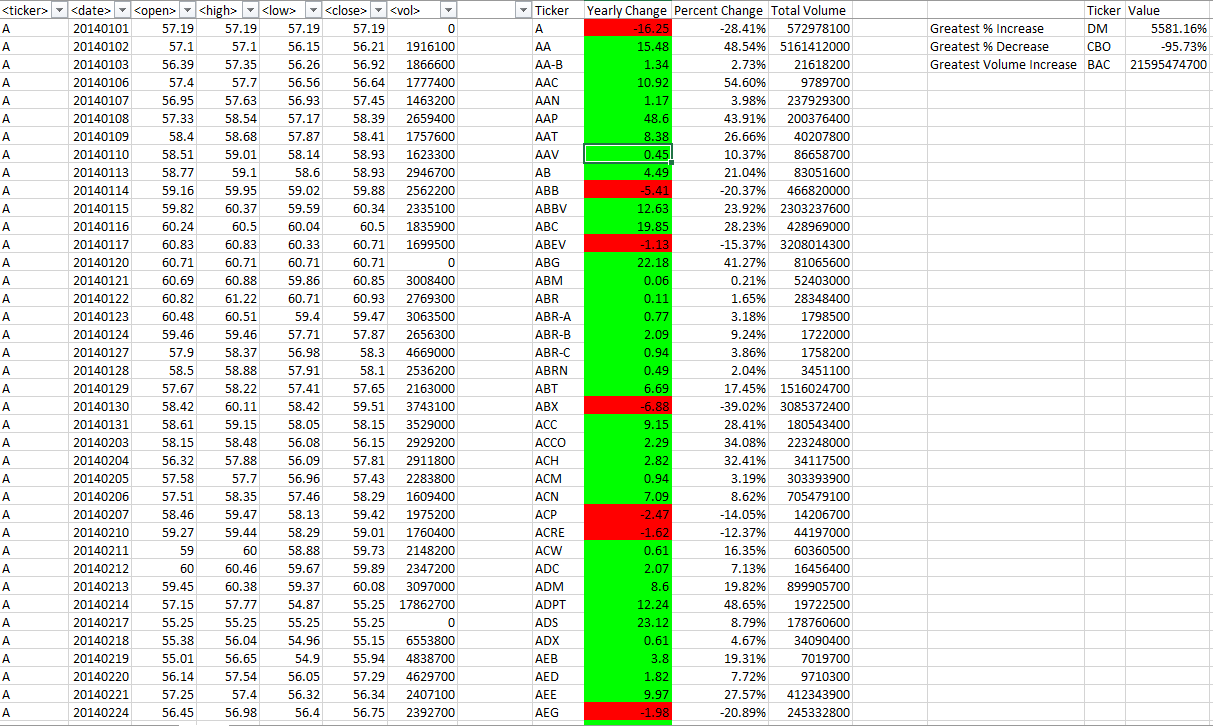 <ticker> <date> <open> <high> <low> <close> <vol> Ticker Yearly Change Percent Change Total Volume Ticker Value
A 20140101 57.19 57.19 57.19 57.19 0 A -16.25 -28.41% 572978100 Greatest % Increase DM 5581.16%
A 20140102 57.1 57.1 56.15 56.21 1916100 AA 15.48 48.54% 5161412000 Greatest % Decrease CBO -95.73%
A 20140103 56.39 57.35 56.26 56.92 1866600 AA-B 1.34 2.73% 21618200 Greatest Volume Increase BAC 21595474700
A 20140106 57.4 57.7 56.56 56.64 1777400 AAC 10.92 54.60% 9789700
A 20140107 56.95 57.63 56.93 57.45 1463200 AAN 1.17 3.98% 237929300
A 20140108 57.33 58.54 57.17 58.39 2659400 AAP 48.6 43.91% 200376400
A 20140109 58.4 58.68 57.87 58.41 1757600 AAT 8.38 26.66% 40207800
A 20140110 58.51 59.01 58.14 58.93 1623300 AAV 0.45 10.37% 86658700
A 20140113 58.77 59.1 58.6 58.93 2946700 AB 4.49 21.04% 83051600
A 20140114 59.16 59.95 59.02 59.88 2562200 ABB -5.41 -20.37% 466820000
A 20140115 59.82 60.37 59.59 60.34 2335100 ABBV 12.63 23.92% 2303237600
A 20140116 60.24 60.5 60.04 60.5 1835900 ABC 19.85 28.23% 428969000
A 20140117 60.83 60.83 60.33 60.71 1699500 ABEV -1.13 -15.37% 3208014300
A 20140120 60.71 60.71 60.71 60.71 0 ABG 22.18 41.27% 81065600
A 20140121 60.69 60.88 59.86 60.85 3008400 ABM 0.06 0.21% 52403000
A 20140122 60.82 61.22 60.71 60.93 2769300 ABR 0.11 1.65% 28348400
A 20140123 60.48 60.51 59.4 59.47 3063500 ABR-A 0.77 3.18% 1798500
A 20140124 59.46 59.46 57.71 57.87 2656300 ABR-B 2.09 9.24% 1722000
A 20140127 57.9 58.37 56.98 58.3 4669000 ABR-C 0.94 3.86% 1758200
A 20140128 58.5 58.88 57.91 58.1 2536200 ABRN 0.49 2.04% 3451100
A 20140129 57.67 58.22 57.41 57.65 2163000 ABT 6.69 17.45% 1516024700
A 20140130 58.42 60.11 58.42 59.51 3743100 ABX -6.88 -39.02% 3085372400
A 20140131 58.61 59.15 58.05 58.15 3529000 ACC 9.15 28.41% 180543400
A 20140203 58.15 58.48 56.08 56.15 2929200 ACCO 2.29 34.08% 223248000
A 20140204 56.32 57.88 56.09 57.81 2911800 ACH 2.82 32.41% 34117500
A 20140205 57.58 57.7 56.96 57.43 2283800 ACM 0.94 3.19% 303393900
A 20140206 57.51 58.35 57.46 58.29 1609400 ACN 7.09 8.62% 705479100
A 20140207 58.46 59.47 58.13 59.42 1975200 ACP -2.47 -14.05% 14206700
A 20140210 59.27 59.44 58.29 59.01 1760400 ACRE -1.62 -12.37% 44197000
A 20140211 59 60 58.88 59.73 2148200 ACW 0.61 16.35% 60360500
A 20140212 60 60.46 59.67 59.89 2347200 ADC 2.07 7.13% 16456400
A 20140213 59.45 60.38 59.37 60.08 3097000 ADM 8.6 19.82% 899905700
A 20140214 57.15 57.77 54.87 55.25 17862700 ADPT 12.24 48.65% 19722500
A 20140217 55.25 55.25 55.25 55.25 0 ADS 23.12 8.79% 178760600
A 20140218 55.38 56.04 54.96 55.15 6553800 ADX 0.61 4.67% 34090400
A 20140219 55.01 56.65 54.9 55.94 4838700 AEB 3.8 19.31% 7019700
A 20140220 56.14 57.54 56.05 57.29 4629700 AED 1.82 7.72% 9710300
A 20140221 57.25 57.4 56.32 56.34 2407100 AEE 9.97 27.57% 412343900
A 20140224 56.45 56.98 56.4 56.75 2392700 AEG -1.98 -20.89% 245332800